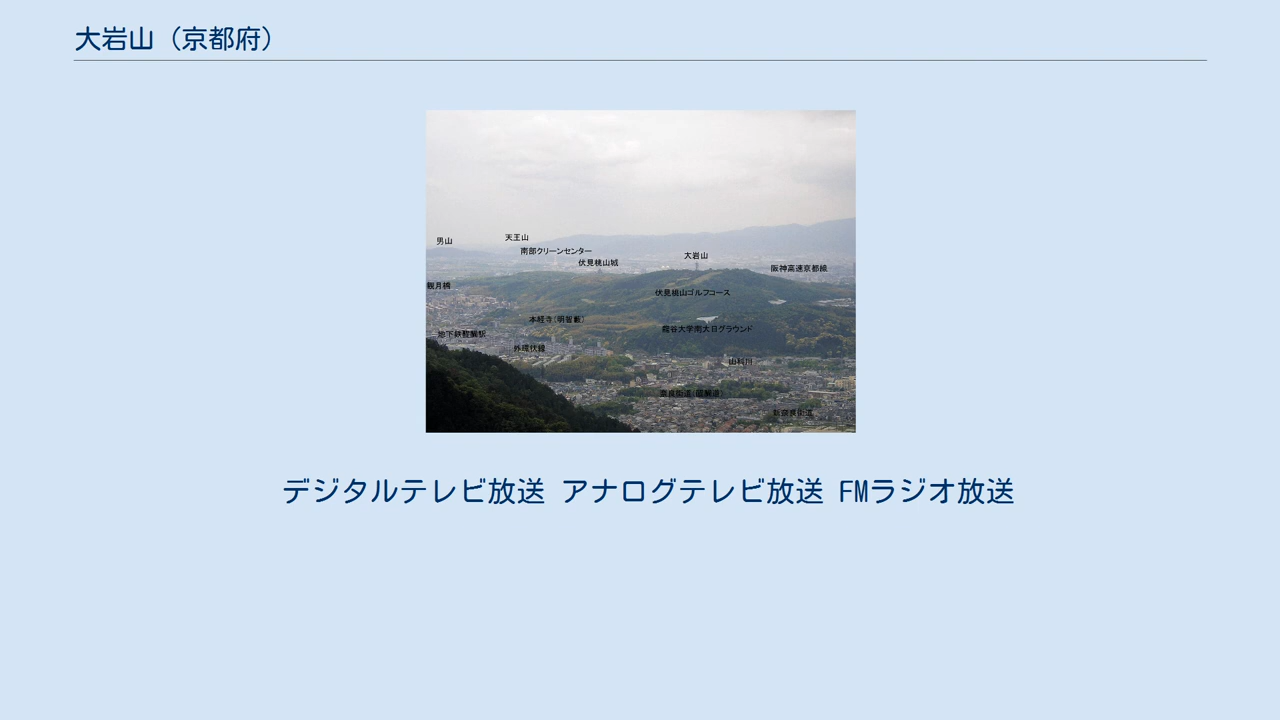 大岩山（京都府）
男山
天王山
南部クリーンセンター
伏見桃山城
大岩山
阪神高速京都線
観月橋
伏見桃山ゴルフコース
本経寺（明智藪）
龍谷大学南大日グラウンド
地下鉄醍醐駅
外環状線
山科川
奈良街道
新奈良街道
デジタルテレビ放送 アナログテレビ放送 FMラジオ放送